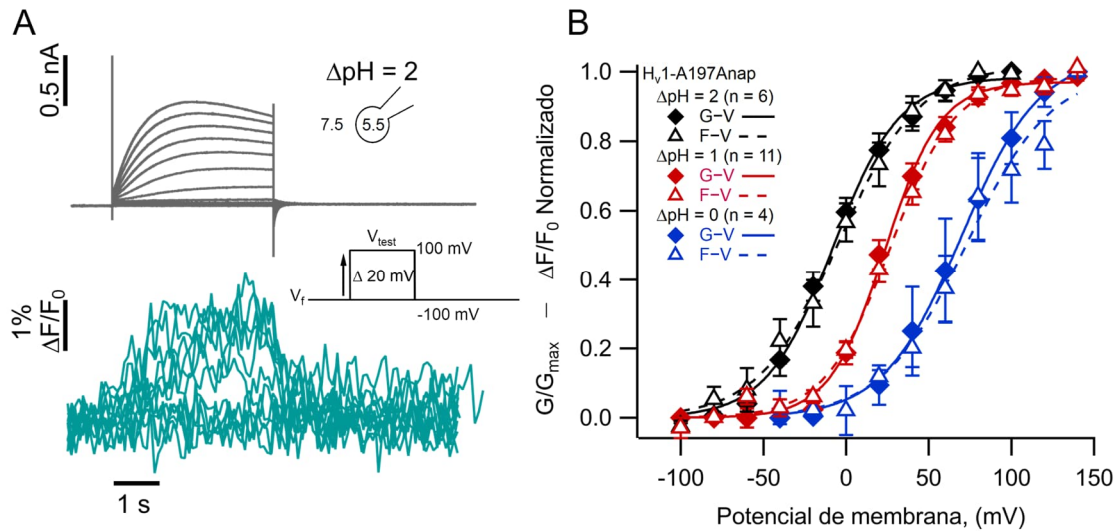 A
0.5 nA
ΔpH = 2
7.5
5.5
V_test
100 mV
Δ 20 mV
V_f
-100 mV
1%
ΔF/F₀
1 s
B
G/G_max — ΔF/F₀ Normalizado
1.0
0.8
0.6
0.4
0.2
0.0
H_v1-A197Anap
ΔpH = 2 (n = 6)
G−V
F−V
ΔpH = 1 (n = 11)
G−V
F−V
ΔpH = 0 (n = 4)
G−V
F−V
-100 -50 0 50 100 150
Potencial de membrana, (mV)